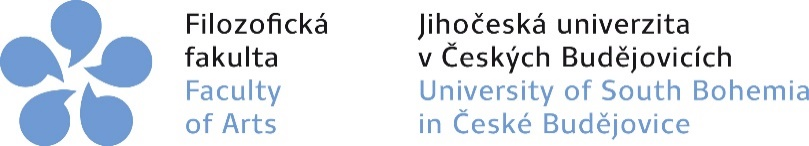 Filozofická
fakulta
Faculty
of Arts
Jihočeská univerzita
v Českých Budějovicích
University of South Bohemia
in České Budějovice